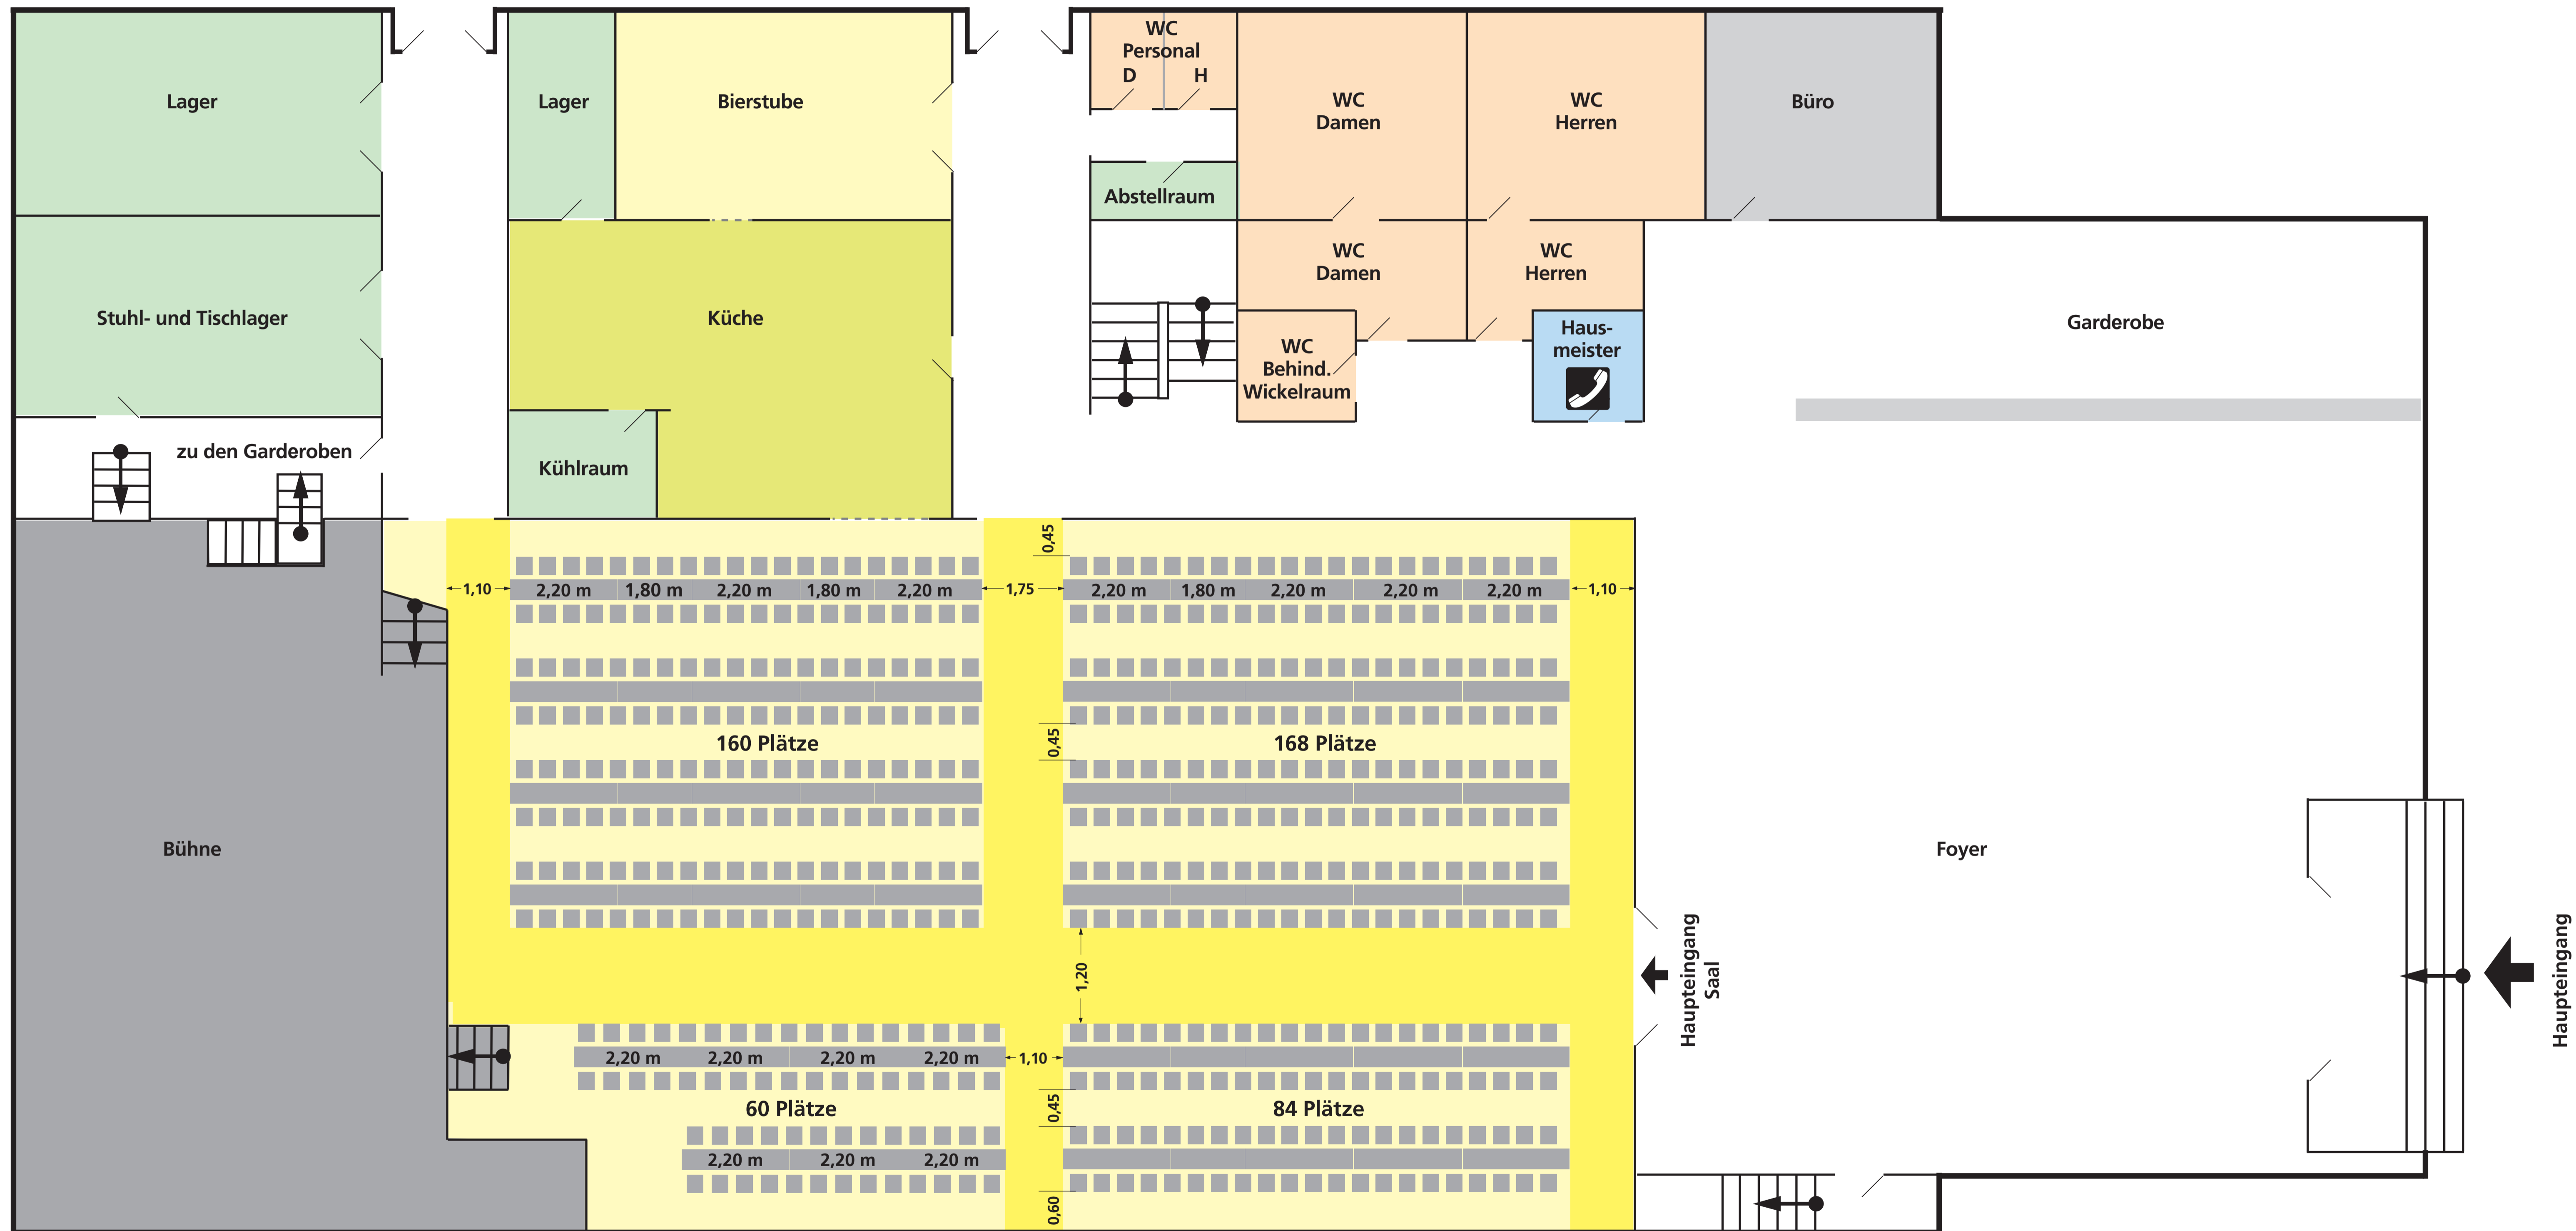 WC
Personal
D
H
Lager
Lager
Bierstube
WC
Damen
WC
Herren
Büro
Abstellraum
WC
Damen
WC
Herren
Stuhl- und Tischlager
Küche
Haus-
meister
Garderobe
WC
Behind.
Wickelraum
zu den Garderoben
Kühlraum
0,45
1,10
2,20 m
1,80 m
2,20 m
1,80 m
2,20 m
1,75
2,20 m
1,80 m
2,20 m
2,20 m
2,20 m
1,10
160 Plätze
0,45
168 Plätze
Bühne
Foyer
1,20
Haupteingang
Saal
Haupteingang
2,20 m
2,20 m
2,20 m
2,20 m
1,10
60 Plätze
0,45
84 Plätze
2,20 m
2,20 m
2,20 m
0,60